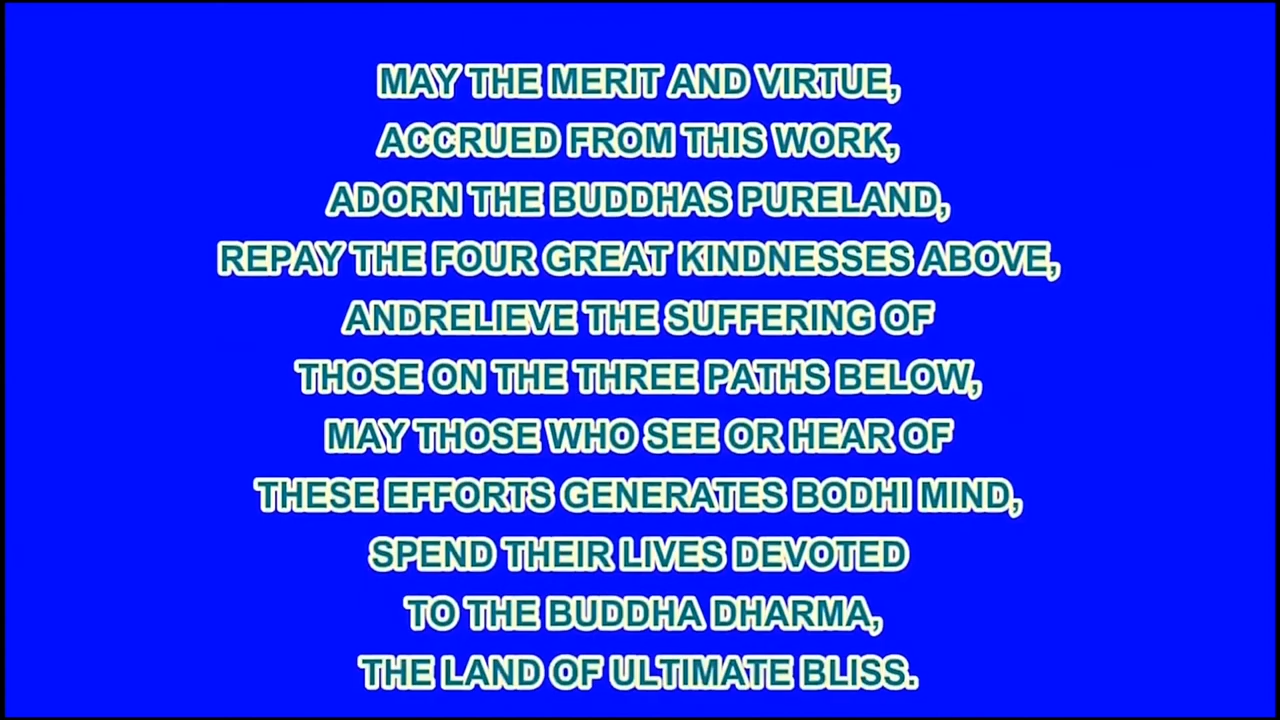 MAY THE MERIT AND VIRTUE,
ACCRUED FROM THIS WORK,
ADORN THE BUDDHAS PURELAND,
REPAY THE FOUR GREAT KINDNESSES ABOVE,
ANDRELIEVE THE SUFFERING OF
THOSE ON THE THREE PATHS BELOW,
MAY THOSE WHO SEE OR HEAR OF
THESE EFFORTS GENERATES BODHI MIND,
SPEND THEIR LIVES DEVOTED
TO THE BUDDHA DHARMA,
THE LAND OF ULTIMATE BLISS.